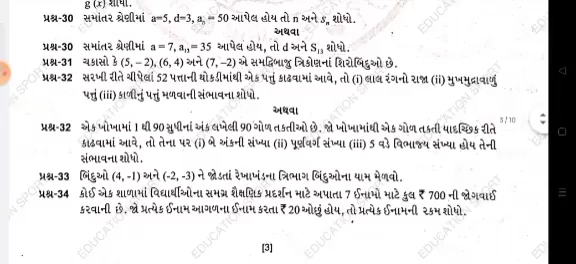 g (x) શોધો.
પ્રશ્ન-30 સમાંતર શ્રેણીમાં a=5, d=3, aₙ = 50 આપેલ હોય તો n અને sₙ શોધો.
અથવા
પ્રશ્ન-30 સમાંતર શ્રેણીમાં a = 7, a₁₃= 35 આપેલ હોય, તો d અને S₁₃ શોધો.
પ્રશ્ન-31 ચકાસો કે (5, – 2), (6, 4) અને (7, –2) એ સમદ્વિબાજુ ત્રિકોણનાં શિરોબિંદુઓ છે.
પ્રશ્ન-32 સરખી રીતે ચીપેલાં 52 પત્તાની થોકડીમાંથી એક પત્તું કાઢવામાં આવે, તો (i) લાલ રંગનો રાજા (ii) મુખમુદ્રાવાળું
પત્તું (iii) કાળીનું પત્તું મળવાની સંભાવના શોધો.
અથવા
પ્રશ્ન-32 એક ખોખામાં 1 થી 90 સુધીનાં અંક લખેલી 90 ગોળ તકતીઓ છે. જો ખોખામાંથી એક ગોળ તકતી યાદચ્છિક રીતે
કાઢવામાં આવે, તો તેના પર (i) બે અંકની સંખ્યા (ii) પૂર્ણવર્ગ સંખ્યા (iii) 5 વડે વિભાજ્ય સંખ્યા હોય તેની
સંભાવના શોધો.
5/10
પ્રશ્ન-33 બિંદુઓ (4, -1) અને (-2, -3) ને જોડતાં રેખાખંડના ત્રિભાગ બિંદુઓના યામ મેળવો.
પ્રશ્ન-34 કોઈ એક શાળામાં વિદ્યાર્થીઓના સમગ્ર શૈક્ષણિક પ્રદર્શન માટે અપાતા 7 ઈનામો માટે કુલ ₹ 700 ની જોગવાઈ
કરવાની છે. જો પ્રત્યેક ઈનામ આગળના ઈનામ કરતા ₹ 20 ઓછું હોય, તો પ્રત્યેક ઈનામની રકમ શોધો.
[3]